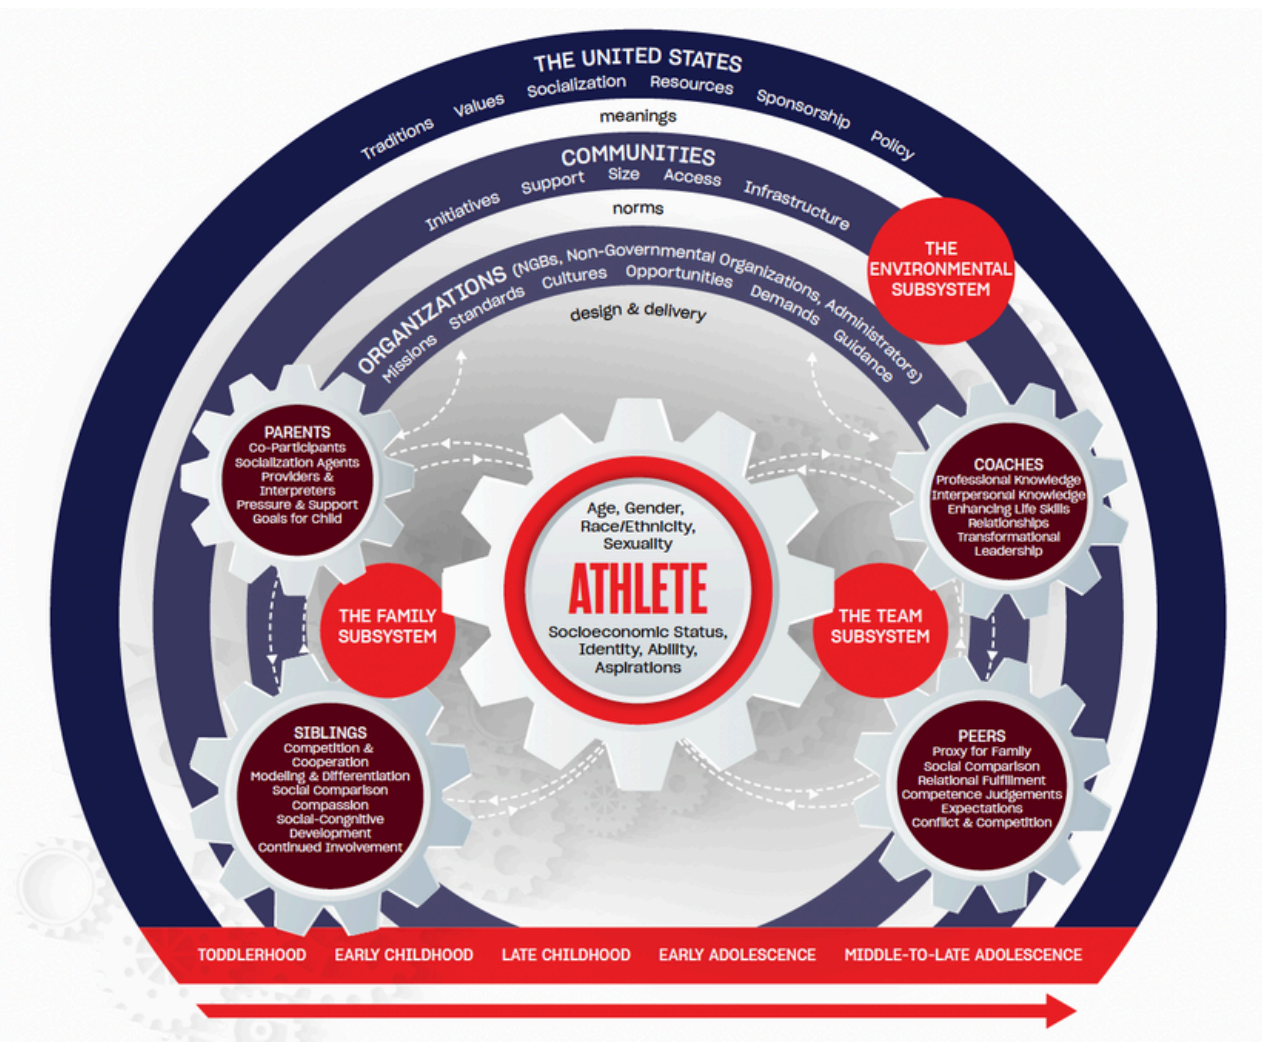 THE UNITED STATES
Traditions Values Socialization Resources Sponsorship Policy
meanings
COMMUNITIES
Initiatives Support Size Access Infrastructure
norms
ORGANIZATIONS (NGBs, Non-Governmental Organizations, Administrators)
Missions Standards Cultures Opportunities Demands Guidance
design & delivery
THE
ENVIRONMENTAL
SUBSYSTEM
PARENTS
Co-Participants
Socialization Agents
Providers &
Interpreters
Pressure & Support
Goals for Child
COACHES
Professional Knowledge
Interpersonal Knowledge
Enhancing Life Skills
Relationships
Transformational
Leadership
Age, Gender,
Race/Ethnicity,
Sexuality
ATHLETE
Socioeconomic Status,
Identity, Ability,
Aspirations
THE FAMILY
SUBSYSTEM
THE TEAM
SUBSYSTEM
SIBLINGS
Competition &
Cooperation
Modeling & Differentiation
Social Comparison
Compassion
Social-Congnitive
Development
Continued Involvement
PEERS
Proxy for Family
Social Comparison
Relational Fulfillment
Competence Judgements
Expectations
Conflict & Competition
TODDLERHOOD EARLY CHILDHOOD LATE CHILDHOOD EARLY ADOLESCENCE MIDDLE-TO-LATE ADOLESCENCE